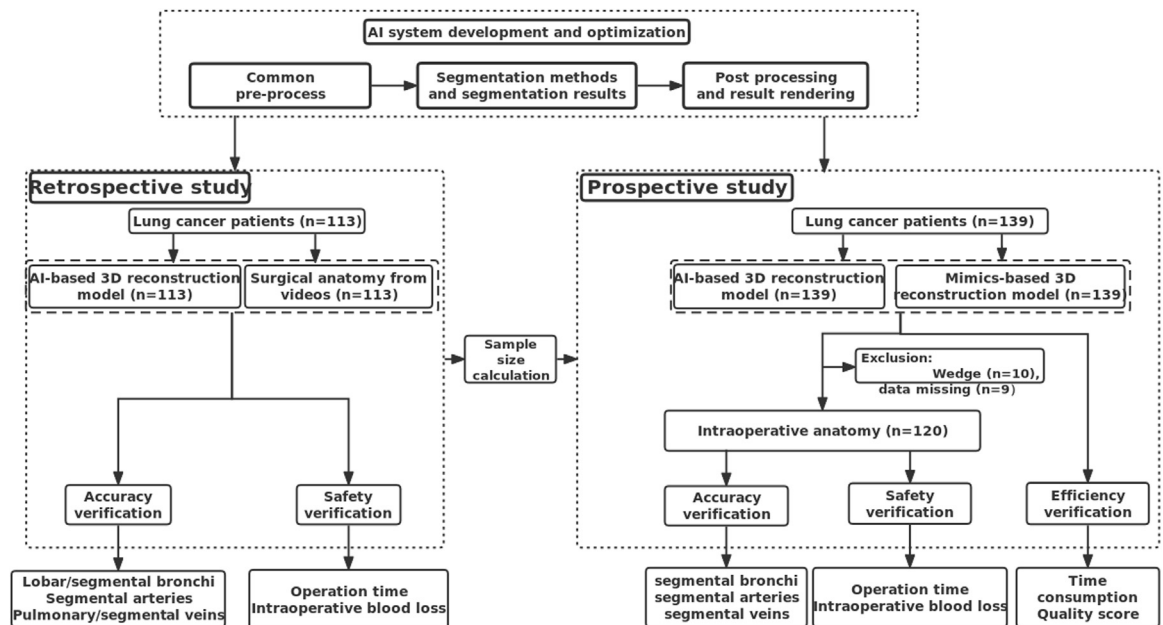 AI system development and optimization
Common
pre-process
Segmentation methods
and segmentation results
Post processing
and result rendering
Retrospective study
Lung cancer patients (n=113)
AI-based 3D reconstruction
model (n=113)
Surgical anatomy from
videos (n=113)
Accuracy
verification
Safety
verification
Lobar/segmental bronchi
Segmental arteries
Pulmonary/segmental veins
Operation time
Intraoperative blood loss
Sample
size
calculation
Prospective study
Lung cancer patients (n=139)
AI-based 3D reconstruction
model (n=139)
Mimics-based 3D
reconstruction model (n=139)
Exclusion:
Wedge (n=10),
data missing (n=9)
Intraoperative anatomy (n=120)
Accuracy
verification
Safety
verification
Efficiency
verification
segmental bronchi
segmental arteries
segmental veins
Operation time
Intraoperative blood loss
Time
consumption
Quality score